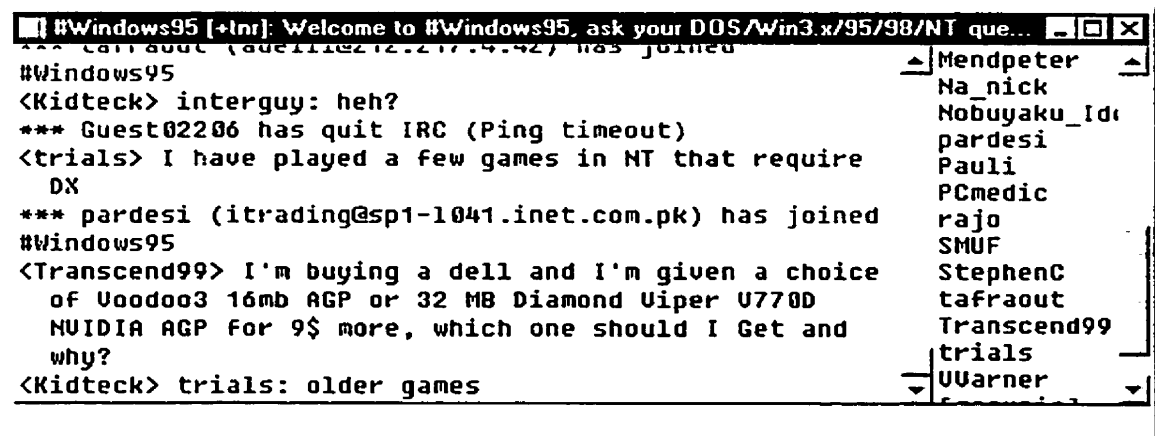 #Windows95 [+tnr]: Welcome to #Windows95, ask your DOS/Win3.x/95/98/NT que...
has joined
#Windows95
<Kidteck> interguy: heh?
*** Guest02206 has quit IRC (Ping timeout)
<trials> I have played a few games in NT that require
DX
*** pardesi (itrading@sp1-1041.inet.com.pk) has joined
#Windows95
<Transcend99> I'm buying a dell and I'm given a choice
of Voodoo3 16mb AGP or 32 MB Diamond Viper V770D
NVIDIA AGP for 9$ more, which one should I Get and
why?
<Kidteck> trials: older games
Mendpeter
Na_nick
Nobuyaku_Id
pardesi
Pauli
PCmedic
rajo
SMUF
StephenC
tafraout
Transcend99
trials
VWarner